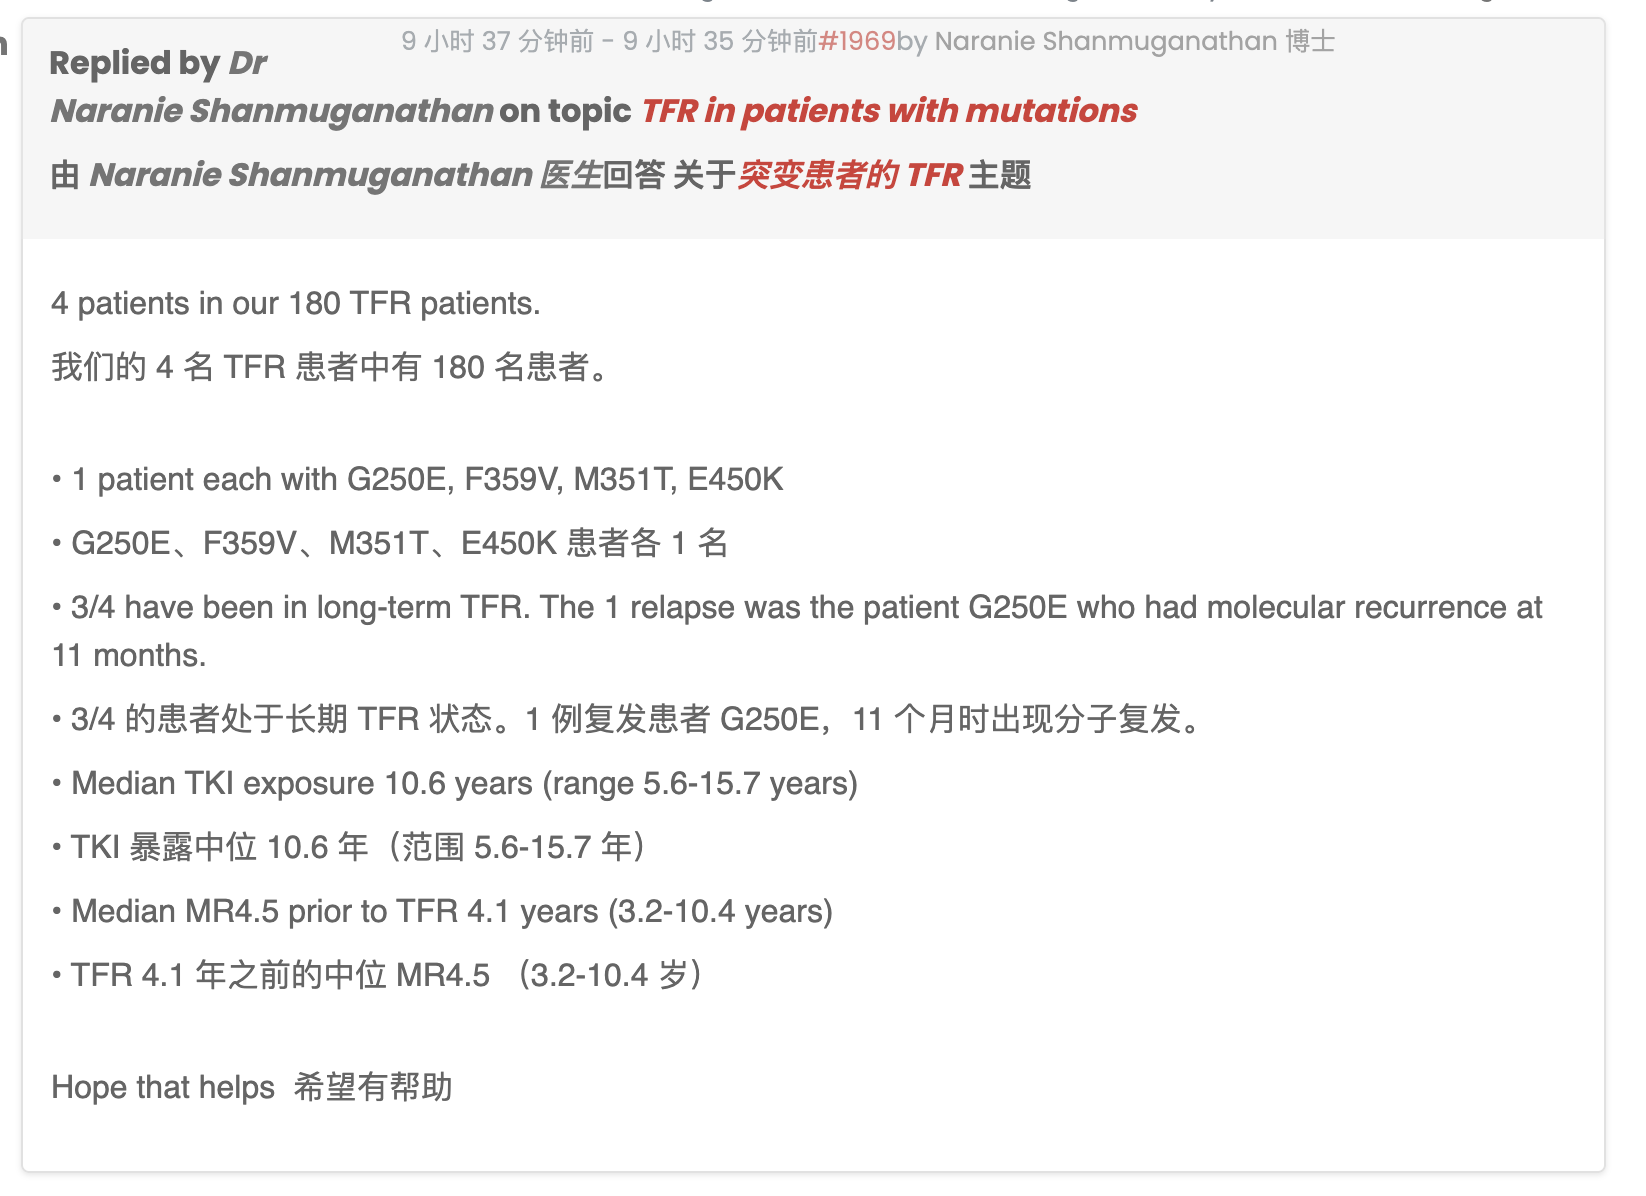 9 小时 37 分钟前 - 9 小时 35 分钟前#1969by Naranie Shanmuganathan 博士
Replied by Dr
Naranie Shanmuganathan on topic TFR in patients with mutations
由 Naranie Shanmuganathan 医生回答 关于突变患者的 TFR 主题
4 patients in our 180 TFR patients.
我们的 4 名 TFR 患者中有 180 名患者。
• 1 patient each with G250E, F359V, M351T, E450K
• G250E、F359V、M351T、E450K 患者各 1 名
• 3/4 have been in long-term TFR. The 1 relapse was the patient G250E who had molecular recurrence at
11 months.
• 3/4 的患者处于长期 TFR 状态。1 例复发患者 G250E，11 个月时出现分子复发。
• Median TKI exposure 10.6 years (range 5.6-15.7 years)
• TKI 暴露中位 10.6 年（范围 5.6-15.7 年）
• Median MR4.5 prior to TFR 4.1 years (3.2-10.4 years)
• TFR 4.1 年之前的中位 MR4.5 （3.2-10.4 岁）
Hope that helps 希望有帮助